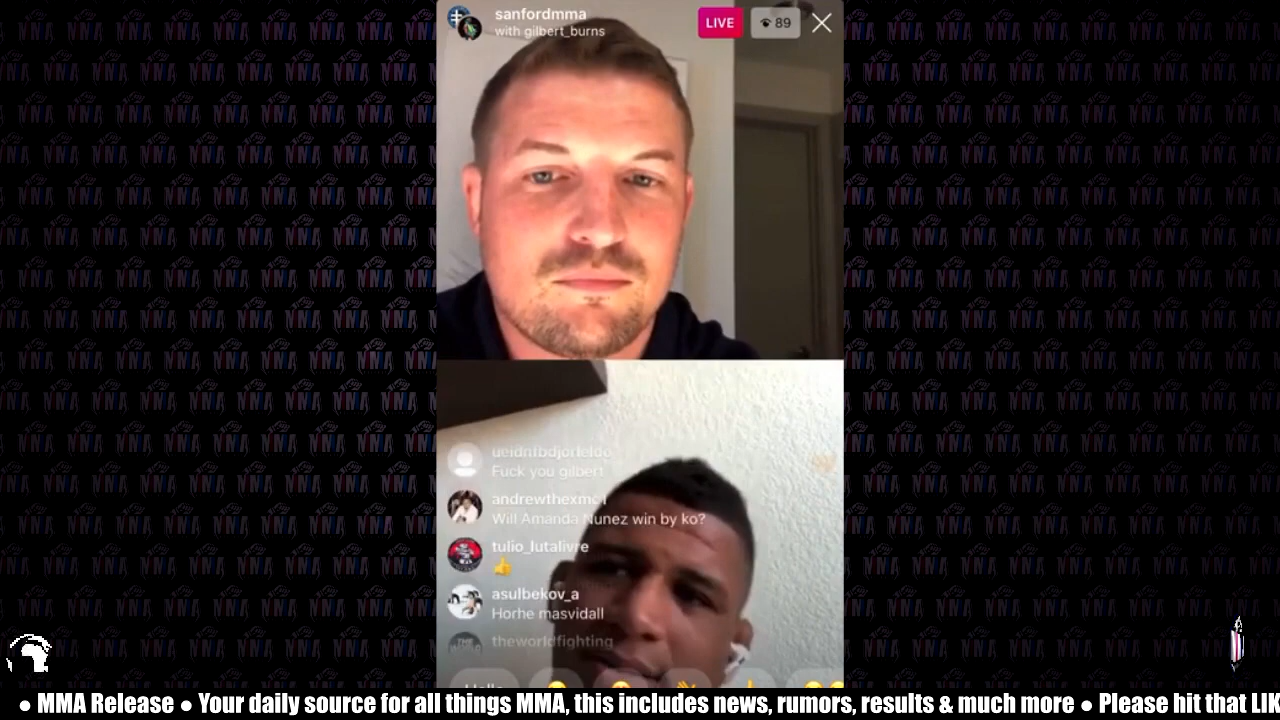 sanfordmma
with gilbert_burns
LIVE
89
ueidnfbdjorleldo
Fuck you gilbert
andrewthexmc1
Will Amanda Nunez win by ko?
tulio_lutalivre
👍
asulbekov_a
Horhe masvidall
theworldfighting
● MMA Release ● Your daily source for all things MMA, this includes news, rumors, results & much more ● Please hit that LIK